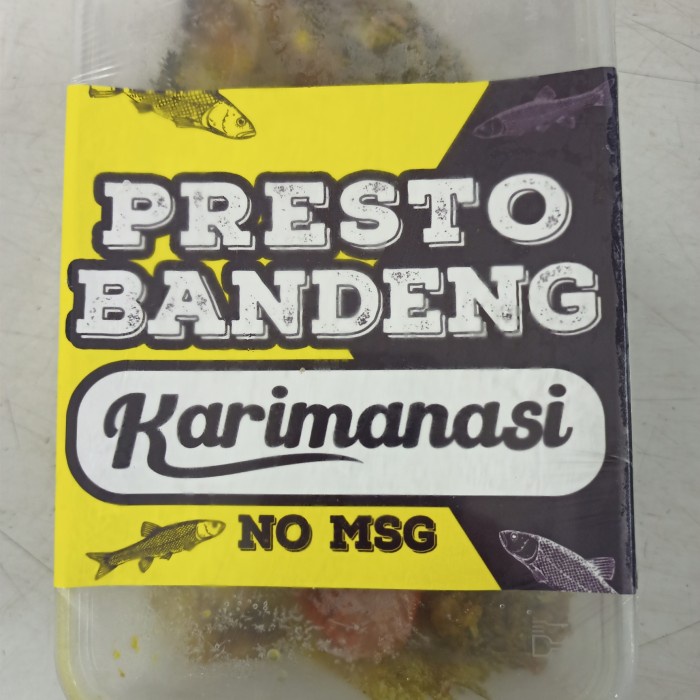 PRESTO
BANDENG
Karimanasi
NO MSG